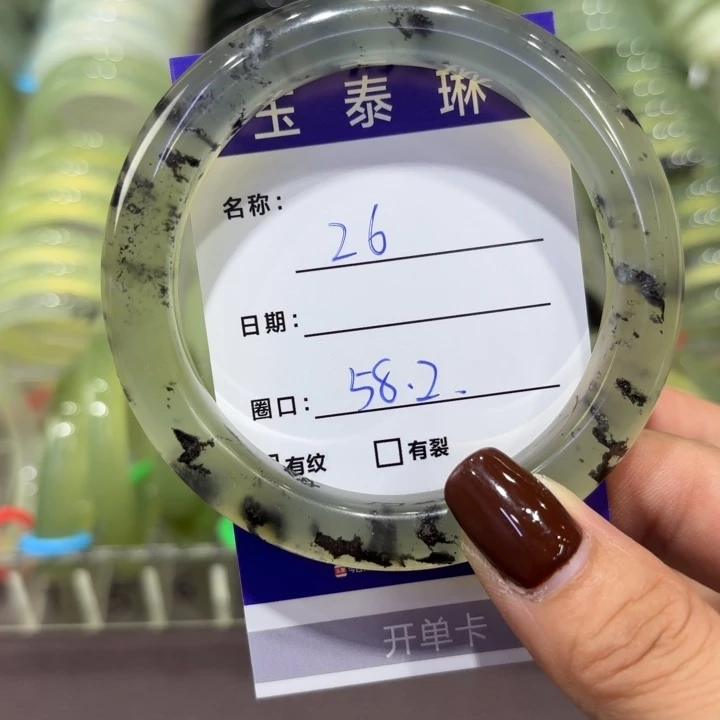 玉泰琳
名称: 26
日期:
圈口: 58.2.
有纹 有裂
开单卡